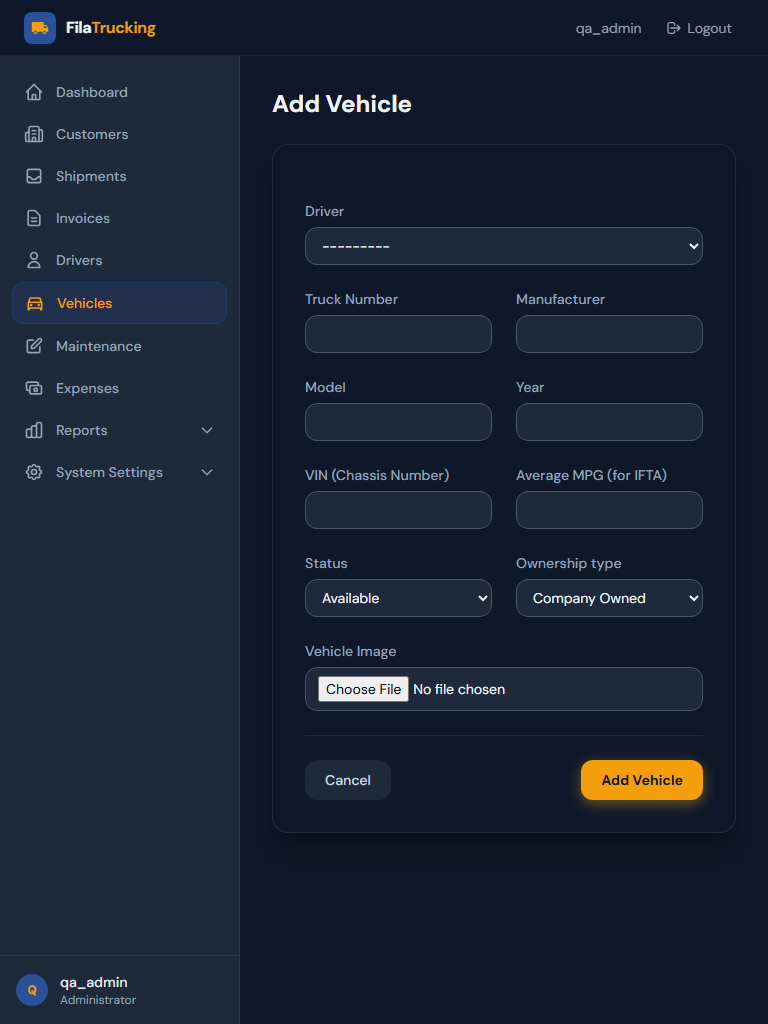 FilaTrucking
qa_admin
Logout
Dashboard
Customers
Shipments
Invoices
Drivers
Vehicles
Maintenance
Expenses
Reports
System Settings
Add Vehicle
Driver
---------
Truck Number
Manufacturer
Model
Year
VIN (Chassis Number)
Average MPG (for IFTA)
Status
Ownership type
Available
Company Owned
Vehicle Image
Choose File No file chosen
Cancel
Add Vehicle
Q
qa_admin
Administrator